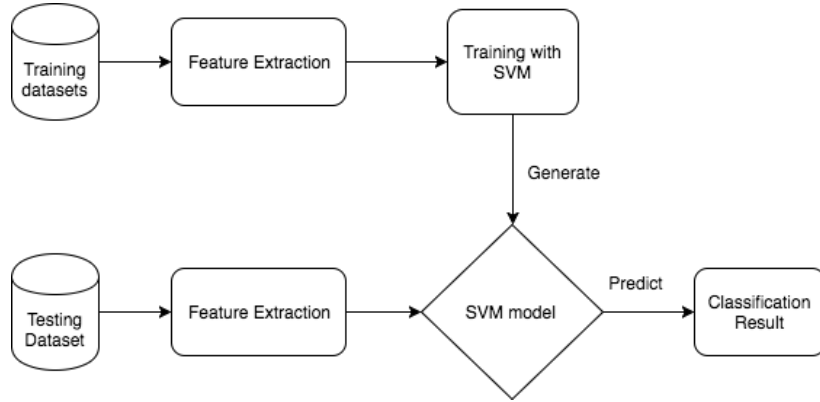 Training
datasets
Feature Extraction
Training with
SVM
Generate
Testing
Dataset
Feature Extraction
SVM model
Predict
Classification
Result